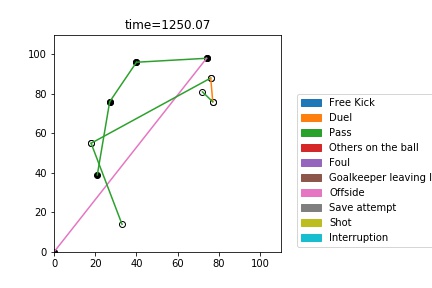 time=1250.07
100
80
60
40
20
0
0 20 40 60 80 100
Free Kick
Duel
Pass
Others on the ball
Foul
Goalkeeper leaving l
Offside
Save attempt
Shot
Interruption